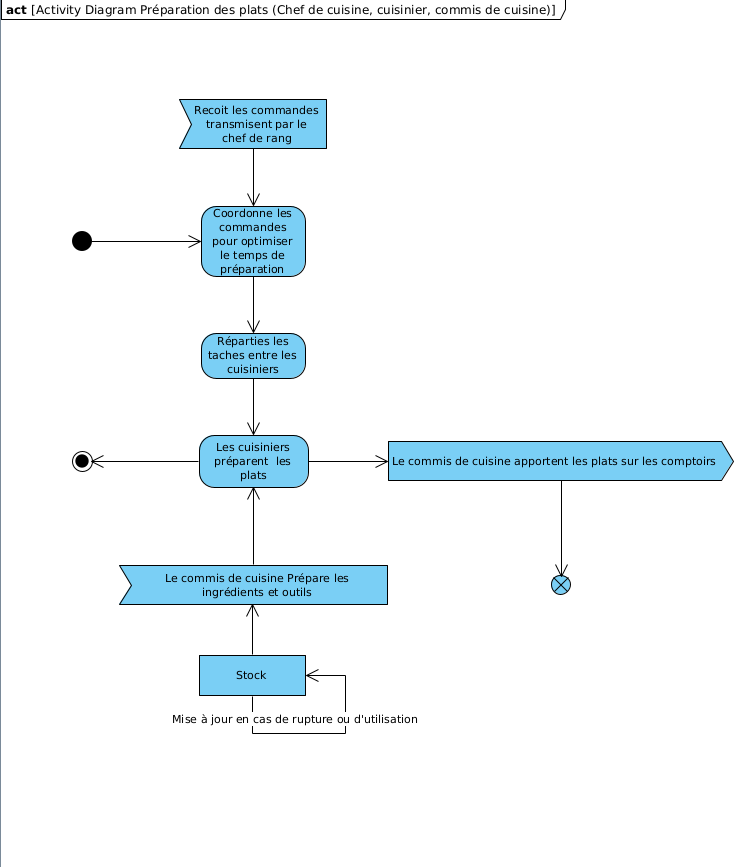 act [Activity Diagram Préparation des plats (Chef de cuisine, cuisinier, commis de cuisine)]
Recoit les commandes
transmisent par le
chef de rang
Coordonne les
commandes
pour optimiser
le temps de
préparation
Réparties les
taches entre les
cuisiniers
Les cuisiniers
préparent les
plats
Le commis de cuisine apportent les plats sur les comptoirs
Le commis de cuisine Prépare les
ingrédients et outils
Stock
Mise à jour en cas de rupture ou d'utilisation